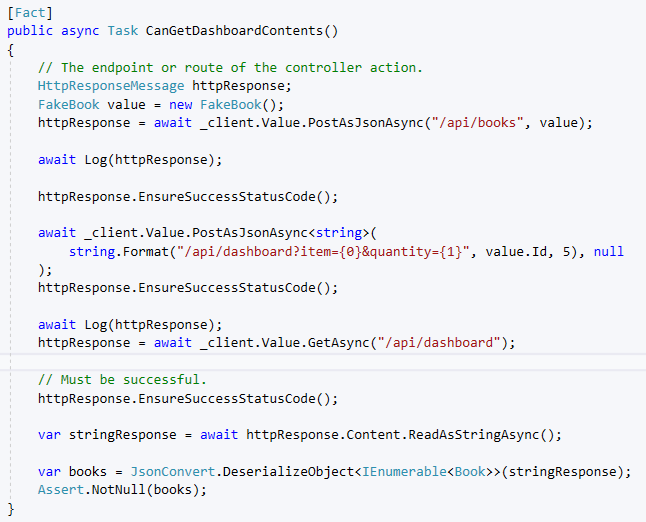 [Fact]
public async Task CanGetDashboardContents()
{
    // The endpoint or route of the controller action.
    HttpResponseMessage httpResponse;
    FakeBook value = new FakeBook();
    httpResponse = await _client.Value.PostAsJsonAsync("/api/books", value);

    await Log(httpResponse);

    httpResponse.EnsureSuccessStatusCode();

    await _client.Value.PostAsJsonAsync<string>(
        string.Format("/api/dashboard?item={0}&quantity={1}", value.Id, 5), null
    );
    httpResponse.EnsureSuccessStatusCode();

    await Log(httpResponse);
    httpResponse = await _client.Value.GetAsync("/api/dashboard");

    // Must be successful.
    httpResponse.EnsureSuccessStatusCode();

    var stringResponse = await httpResponse.Content.ReadAsStringAsync();

    var books = JsonConvert.DeserializeObject<IEnumerable<Book>>(stringResponse);
    Assert.NotNull(books);
}